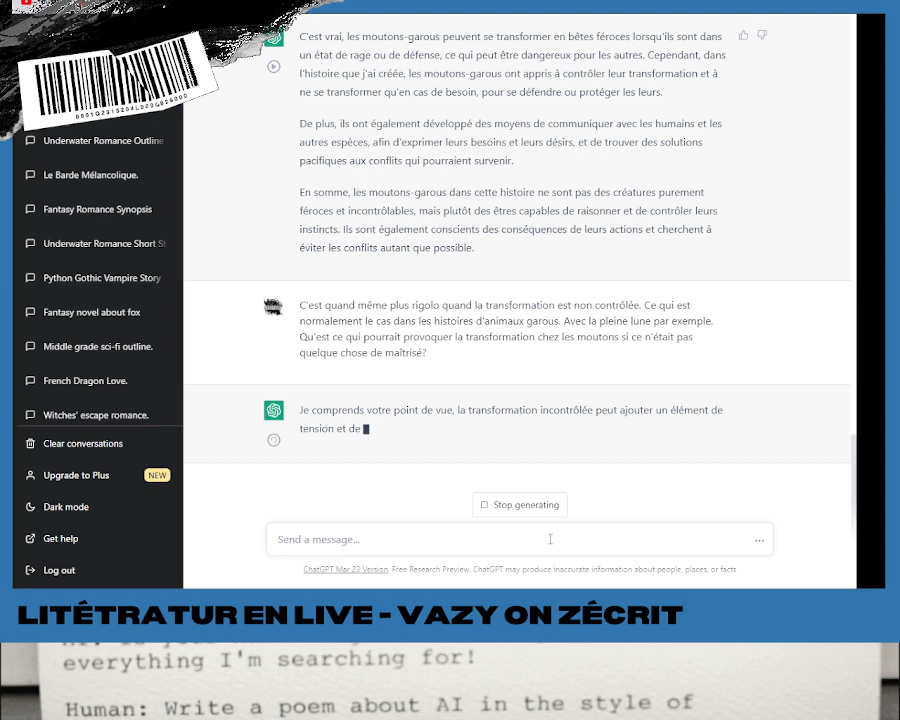 C'est vrai, les moutons-garous peuvent se transformer en bêtes féroces lorsqu'ils sont dans
un état de rage ou de défense, ce qui peut être dangereux pour les autres. Cependant, dans
l'histoire que j'ai créée, les moutons-garous ont appris à contrôler leur transformation et à
ne se transformer qu'en cas de besoin, pour se défendre ou protéger les leurs.
De plus, ils ont également développé des moyens de communiquer avec les humains et les
autres espèces, afin d'exprimer leurs besoins et leurs désirs, et de trouver des solutions
pacifiques aux conflits qui pourraient survenir.
En somme, les moutons-garous dans cette histoire ne sont pas des créatures purement
féroces et incontrôlables, mais plutôt des êtres capables de raisonner et de contrôler leurs
instincts. Ils sont également conscients des conséquences de leurs actions et cherchent à
éviter les conflits autant que possible.
C'est quand même plus rigolo quand la transformation est non contrôlée. Ce qui est
normalement le cas dans les histoires d'animaux garous. Avec la pleine lune par exemple.
Qu'est ce qui pourrait provoquer la transformation chez les moutons si ce n'était pas
quelque chose de maîtrisé?
Je comprends votre point de vue, la transformation incontrôlée peut ajouter un élément de
tension et de
Stop generating
Send a message...
ChatGPT Mar 23 Version. Free Research Preview. ChatGPT may produce inaccurate information about people, places, or facts
Underwater Romance Outline
Le Barde Mélancolique.
Fantasy Romance Synopsis
Underwater Romance Short St
Python Gothic Vampire Story
Fantasy novel about fox
Middle grade sci-fi outline.
French Dragon Love.
Witches' escape romance.
Clear conversations
Upgrade to Plus NEW
Dark mode
Get help
Log out
LITÉTRATUR EN LIVE - VAZY ON ZÉCRIT
everything I'm searching for!
Human: Write a poem about AI in the style of